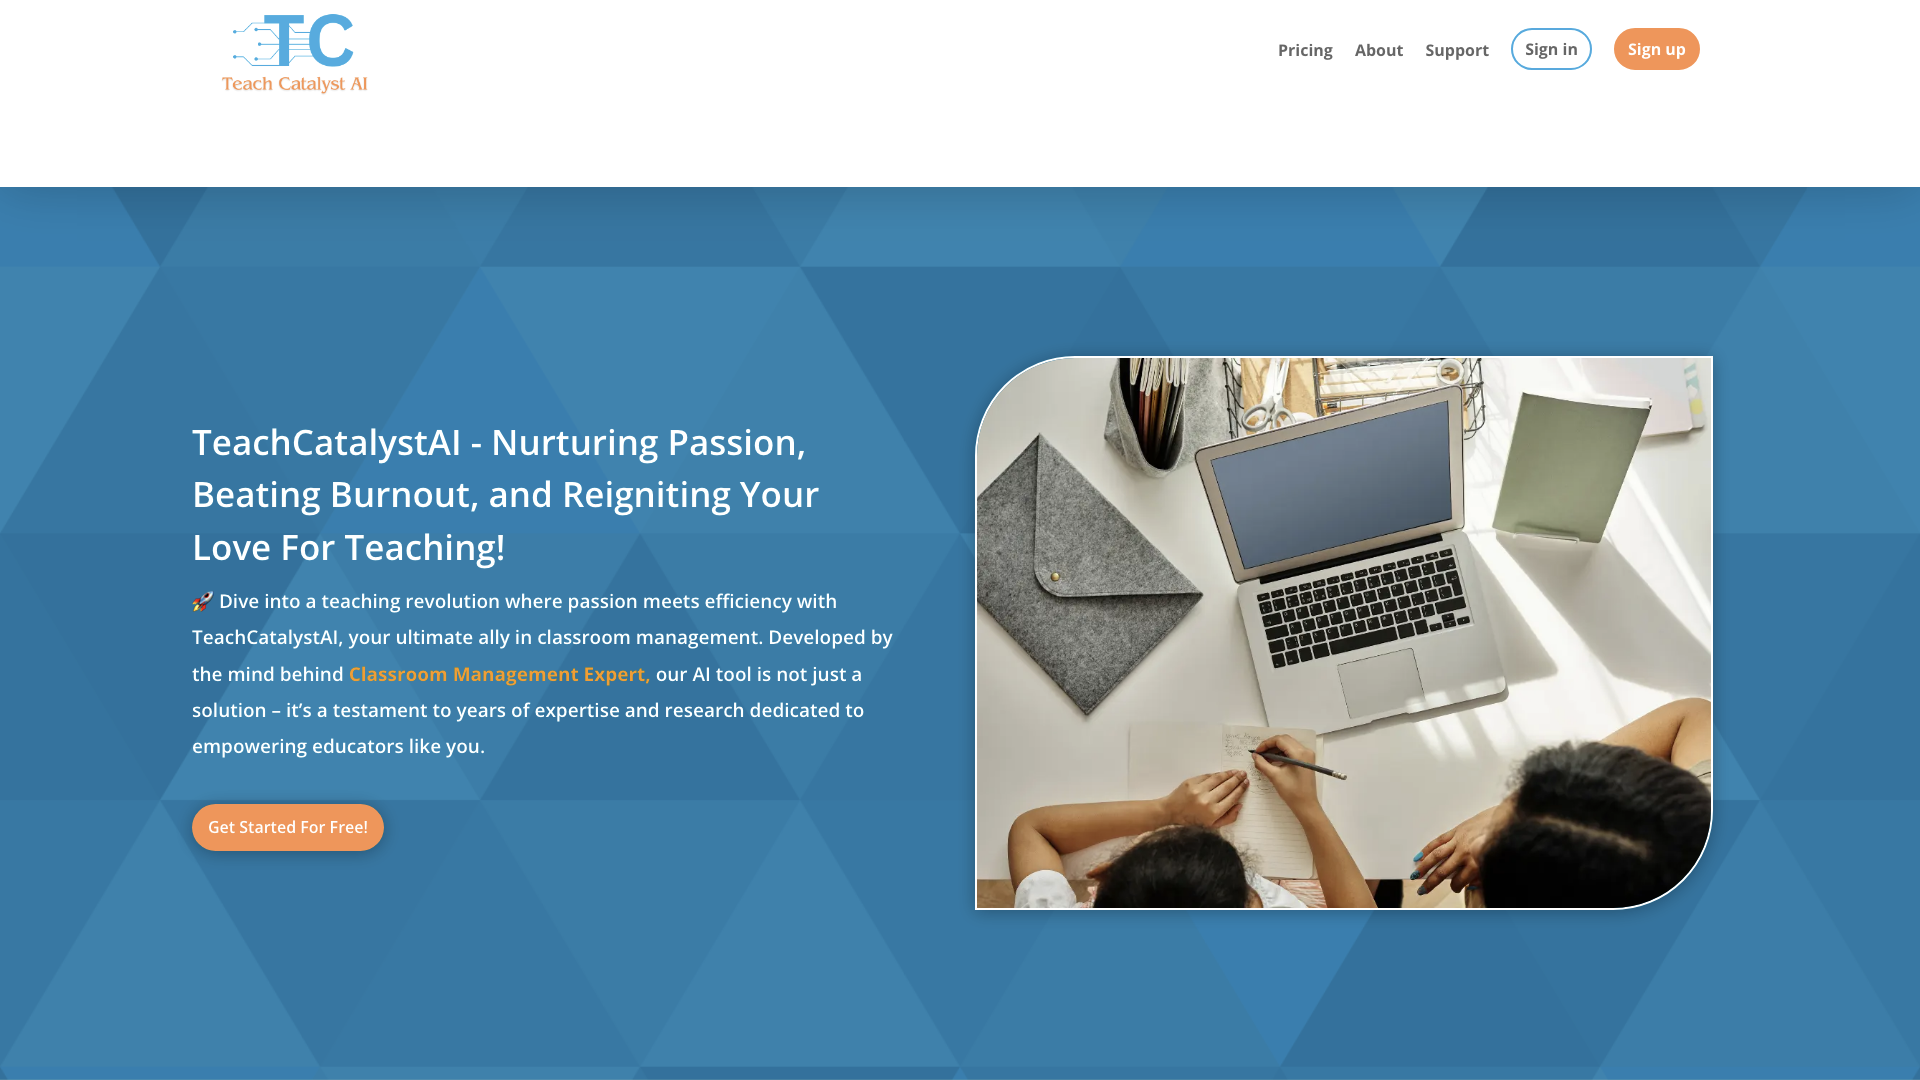 TC
Teach Catalyst AI
Pricing
About
Support
Sign in
Sign up
TeachCatalystAI - Nurturing Passion,
Beating Burnout, and Reigniting Your
Love For Teaching!
🚀 Dive into a teaching revolution where passion meets efficiency with
TeachCatalystAI, your ultimate ally in classroom management. Developed by
the mind behind Classroom Management Expert, our AI tool is not just a
solution – it’s a testament to years of expertise and research dedicated to
empowering educators like you.
Get Started For Free!